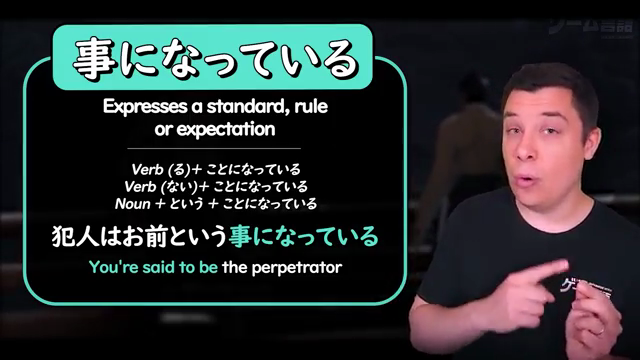 ゲーム言語
事になっている
Expresses a standard, rule
or expectation
Verb (る)+ ことになっている
Verb (ない)+ ことになっている
Noun + という + ことになっている
犯人はお前という事になっている
You're said to be the perpetrator